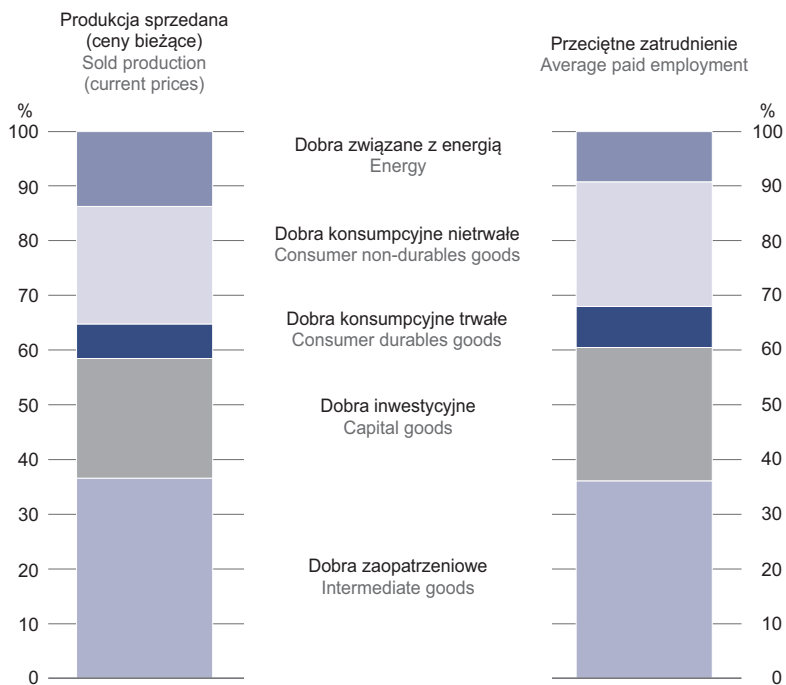 Produkcja sprzedana
(ceny bieżące)
Sold production
(current prices)
Przeciętne zatrudnienie
Average paid employment
%
100
90
80
70
60
50
40
30
20
10
0
Dobra związane z energią
Energy
Dobra konsumpcyjne nietrwałe
Consumer non-durables goods
Dobra konsumpcyjne trwałe
Consumer durables goods
Dobra inwestycyjne
Capital goods
Dobra zaopatrzeniowe
Intermediate goods
%
100
90
80
70
60
50
40
30
20
10
0